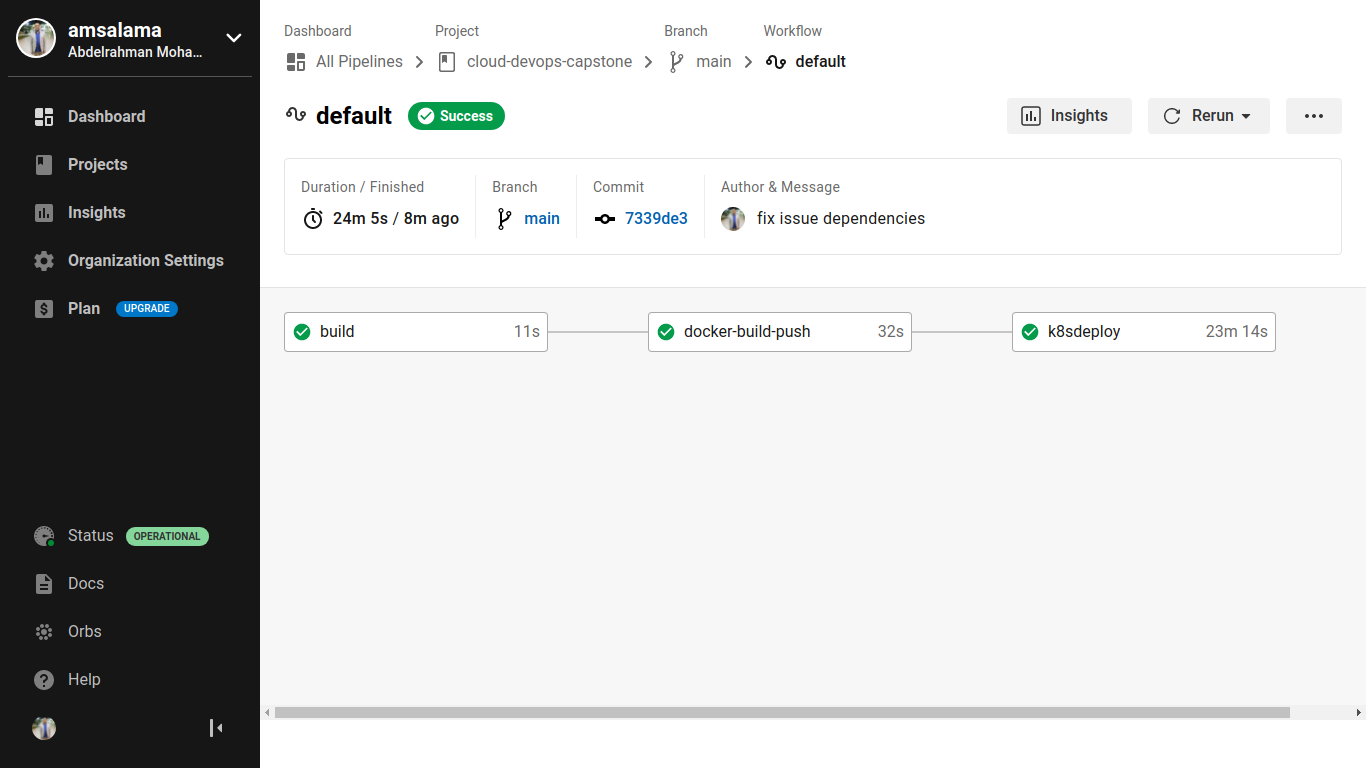 amsalama
Abdelrahman Moha...
Dashboard
Projects
Insights
Organization Settings
Plan UPGRADE
Status OPERATIONAL
Docs
Orbs
Help
Dashboard Project Branch Workflow
All Pipelines cloud-devops-capstone main default
default Success Insights Rerun
Duration / Finished Branch Commit Author & Message
24m 5s / 8m ago main 7339de3 fix issue dependencies
build 11s docker-build-push 32s k8sdeploy 23m 14s